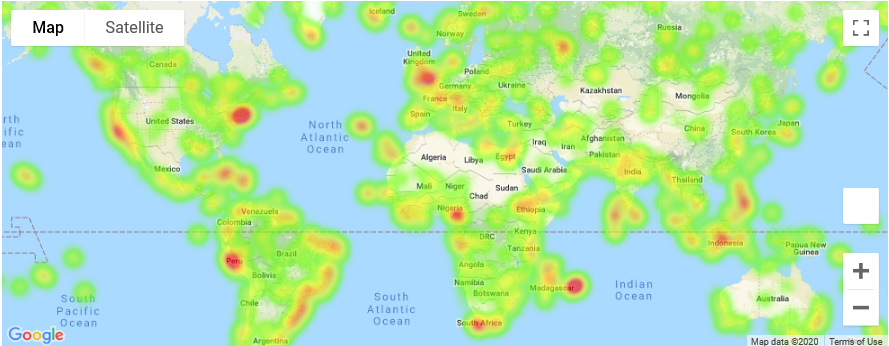 Map
Satellite
Iceland
Sweden
Norway
Russia
United
Kingdom
Canada
Poland
Germany
Ukraine
Kazakhstan
Mongolia
France
Italy
Spain
United States
North
Atlantic
Ocean
Turkey
China
South Korea
Japan
orth
cific
ean
Algeria
Libya
Egypt
Iraq
Iran
Afghanistan
Pakistan
Saudi Arabia
India
Mexico
Mali
Niger
Chad
Sudan
Thailand
Nigeria
Ethiopia
Venezuela
Colombia
DRC
Kenya
Tanzania
Indonesia
Papua New
Guinea
Peru
Brazil
Bolivia
Angola
Namibia
Botswana
Madagascar
Indian
Ocean
South
Pacific
Ocean
Chile
South
Atlantic
Ocean
South Africa
Australia
Argentina
Google
Map data ©2020
Terms of Use